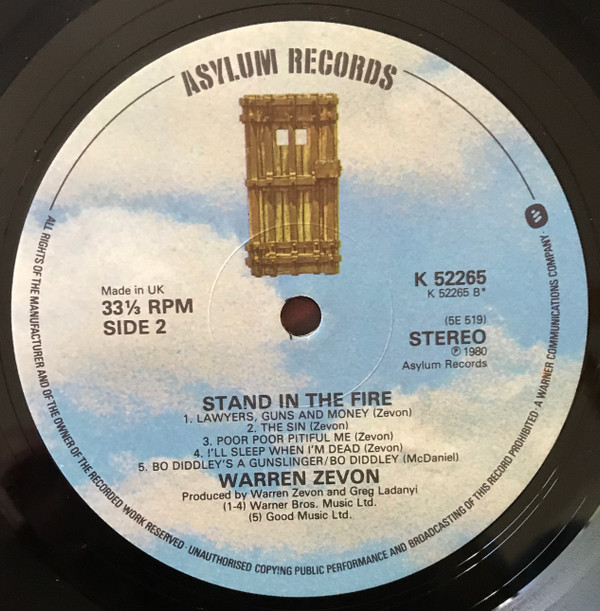 ASYLUM RECORDS
Made in UK
33⅓ RPM
SIDE 2
K 52265
K 52265 B*
(5E 519)
STEREO
℗ 1980
Asylum Records
STAND IN THE FIRE
1. LAWYERS, GUNS AND MONEY (Zevon)
2. THE SIN (Zevon)
3. POOR POOR PITIFUL ME (Zevon)
4. I'LL SLEEP WHEN I'M DEAD (Zevon)
5. BO DIDDLEY'S A GUNSLINGER/BO DIDDLEY (McDaniel)
WARREN ZEVON
Produced by Warren Zevon and Greg Ladanyi
(1-4) Warner Bros. Music Ltd.
(5) Good Music Ltd.
ALL RIGHTS OF THE MANUFACTURER AND OF THE OWNER OF THE RECORDED WORK RESERVED · UNAUTHORISED COPYING PUBLIC PERFORMANCE AND BROADCASTING OF THIS RECORD PROHIBITED · A WARNER COMMUNICATIONS COMPANY ·